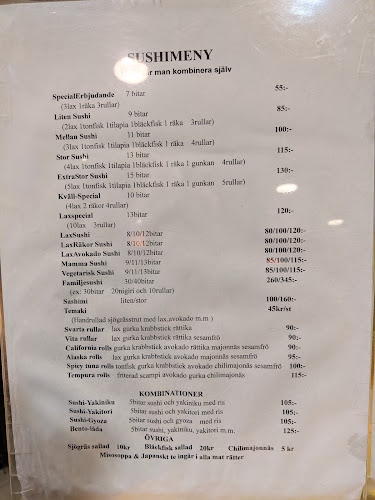 SUSHIMENY
man kombinera själv
SpecialErbjudande 7 bitar 55:-
(3lax 1räka 3rullar)
Liten Sushi 9 bitar 85:-
(2lax 1tonfisk 1tilapia 1bläckfisk 1 räka 3rullar)
Mellan Sushi 11 bitar 100:-
(3lax 1tonfisk 1tilapia 1bläckfisk 1 räka 4rullar)
Stor Sushi 13 bitar 115:-
(4lax 1tonfisk 1tilapia 1bläckfisk 1 räka 1 gunkan 4rullar)
ExtraStor Sushi 15 bitar 130:-
(5lax 1tonfisk 1tilapia 1bläckfisk 1 räka 1 gunkan 5rullar)
Kväll-Special 10 bitar
(4lax 2 räkor 4rullar)
Laxspecial 13bitar 120:-
(10lax 3rullar)
LaxSushi 8/10/12bitar 80/100/120:-
LaxRäkor Sushi 8/10/12bitar 80/100/120:-
LaxAvokado Sushi 8/10/12bitar 80/100/120:-
Mamma Sushi 9/11/13bitar 85/100/115:-
Vegetarisk Sushi 9/11/13bitar 85/100/115:-
Familjesushi 30/40bitar 260/345:-
(ex: 30bitar 20nigiri och 10rullar)
Sashimi liten/stor 100/160:-
Temaki 45kr/st
(Handrullad sjögrässtrut med lax,avokado m.m )
Svarta rullar lax gurka krabbstick rättika 90:-
Vita rullar lax gurka krabbstick rättika sesamfrö 90:-
California rolls gurka krabbstick avokado rättika majonnäs sesamfrö 90:-
Alaska rolls lax gurka krabbstick avokado majonnäs sesamfrö 95:-
Spicy tuna rolls tonfisk gurka krabbstick avokado chilimajonäs sesamfrö 100:-
Tempura rolls friterad scampi avokado gurka chilimajonäs 115:-
KOMBINATIONER
Sushi-Yakiniku 5bitar sushi och yakiniku med ris 105:-
Sushi-Yakitori 5bitar sushi och yakitori med ris 105:-
Sushi-Gyoza 5bitar sushi och gyoza med ris 105:-
Bento-låda 5bitar sushi, yakiniku, yakitori m.m. 125:-
ÖVRIGA
Sjögräs sallad 10kr Bläckfisk sallad 20kr Chilimajonäs 5 kr
Misosoppa & Japanskt te ingår i alla mat rätter